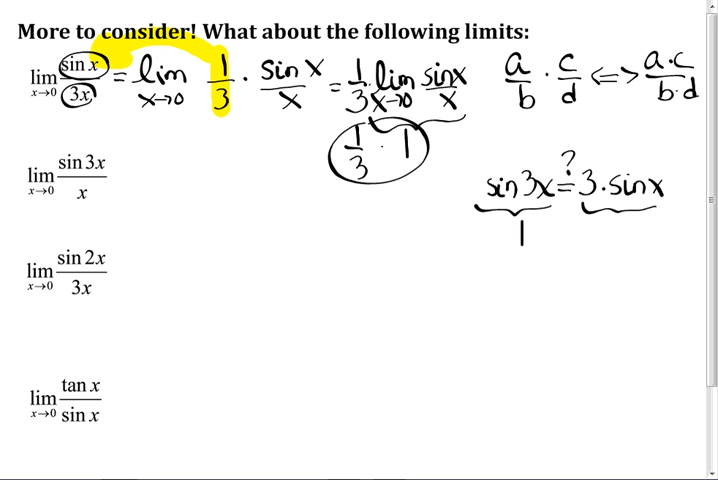 More to consider! What about the following limits:
lim x→0 sin x / 3x = lim x→0 1/3 · sin x / x = 1/3 · lim x→0 sin x / x a/b · c/d <=> a·c / b·d
1/3 · 1
lim x→0 sin 3x / x sin 3x ?= 3 · sin x
1
lim x→0 sin 2x / 3x
lim x→0 tan x / sin x